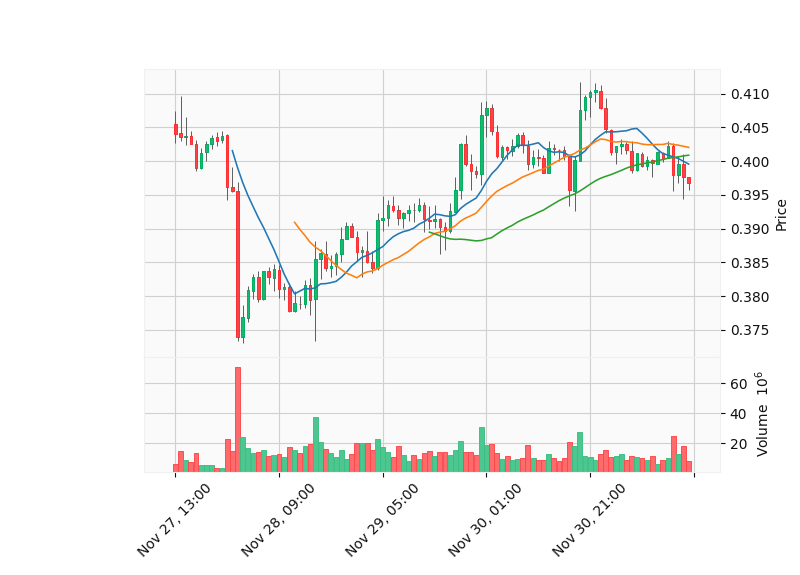 0.410
0.405
0.400
0.395
0.390
0.385
0.380
0.375
Price
60
40
20
Volume 10^6
Nov 27, 13:00
Nov 28, 09:00
Nov 29, 05:00
Nov 30, 01:00
Nov 30, 21:00